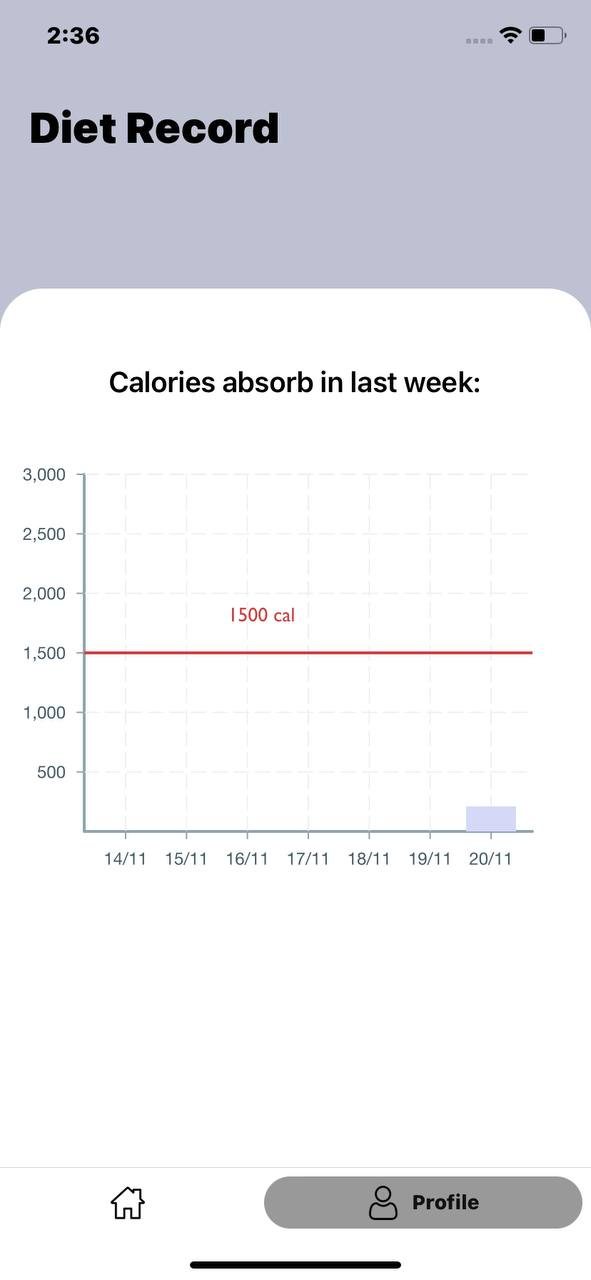 2:36
Diet Record
Calories absorb in last week:
3,000
2,500
2,000
1500 cal
1,500
1,000
500
14/11 15/11 16/11 17/11 18/11 19/11 20/11
Profile